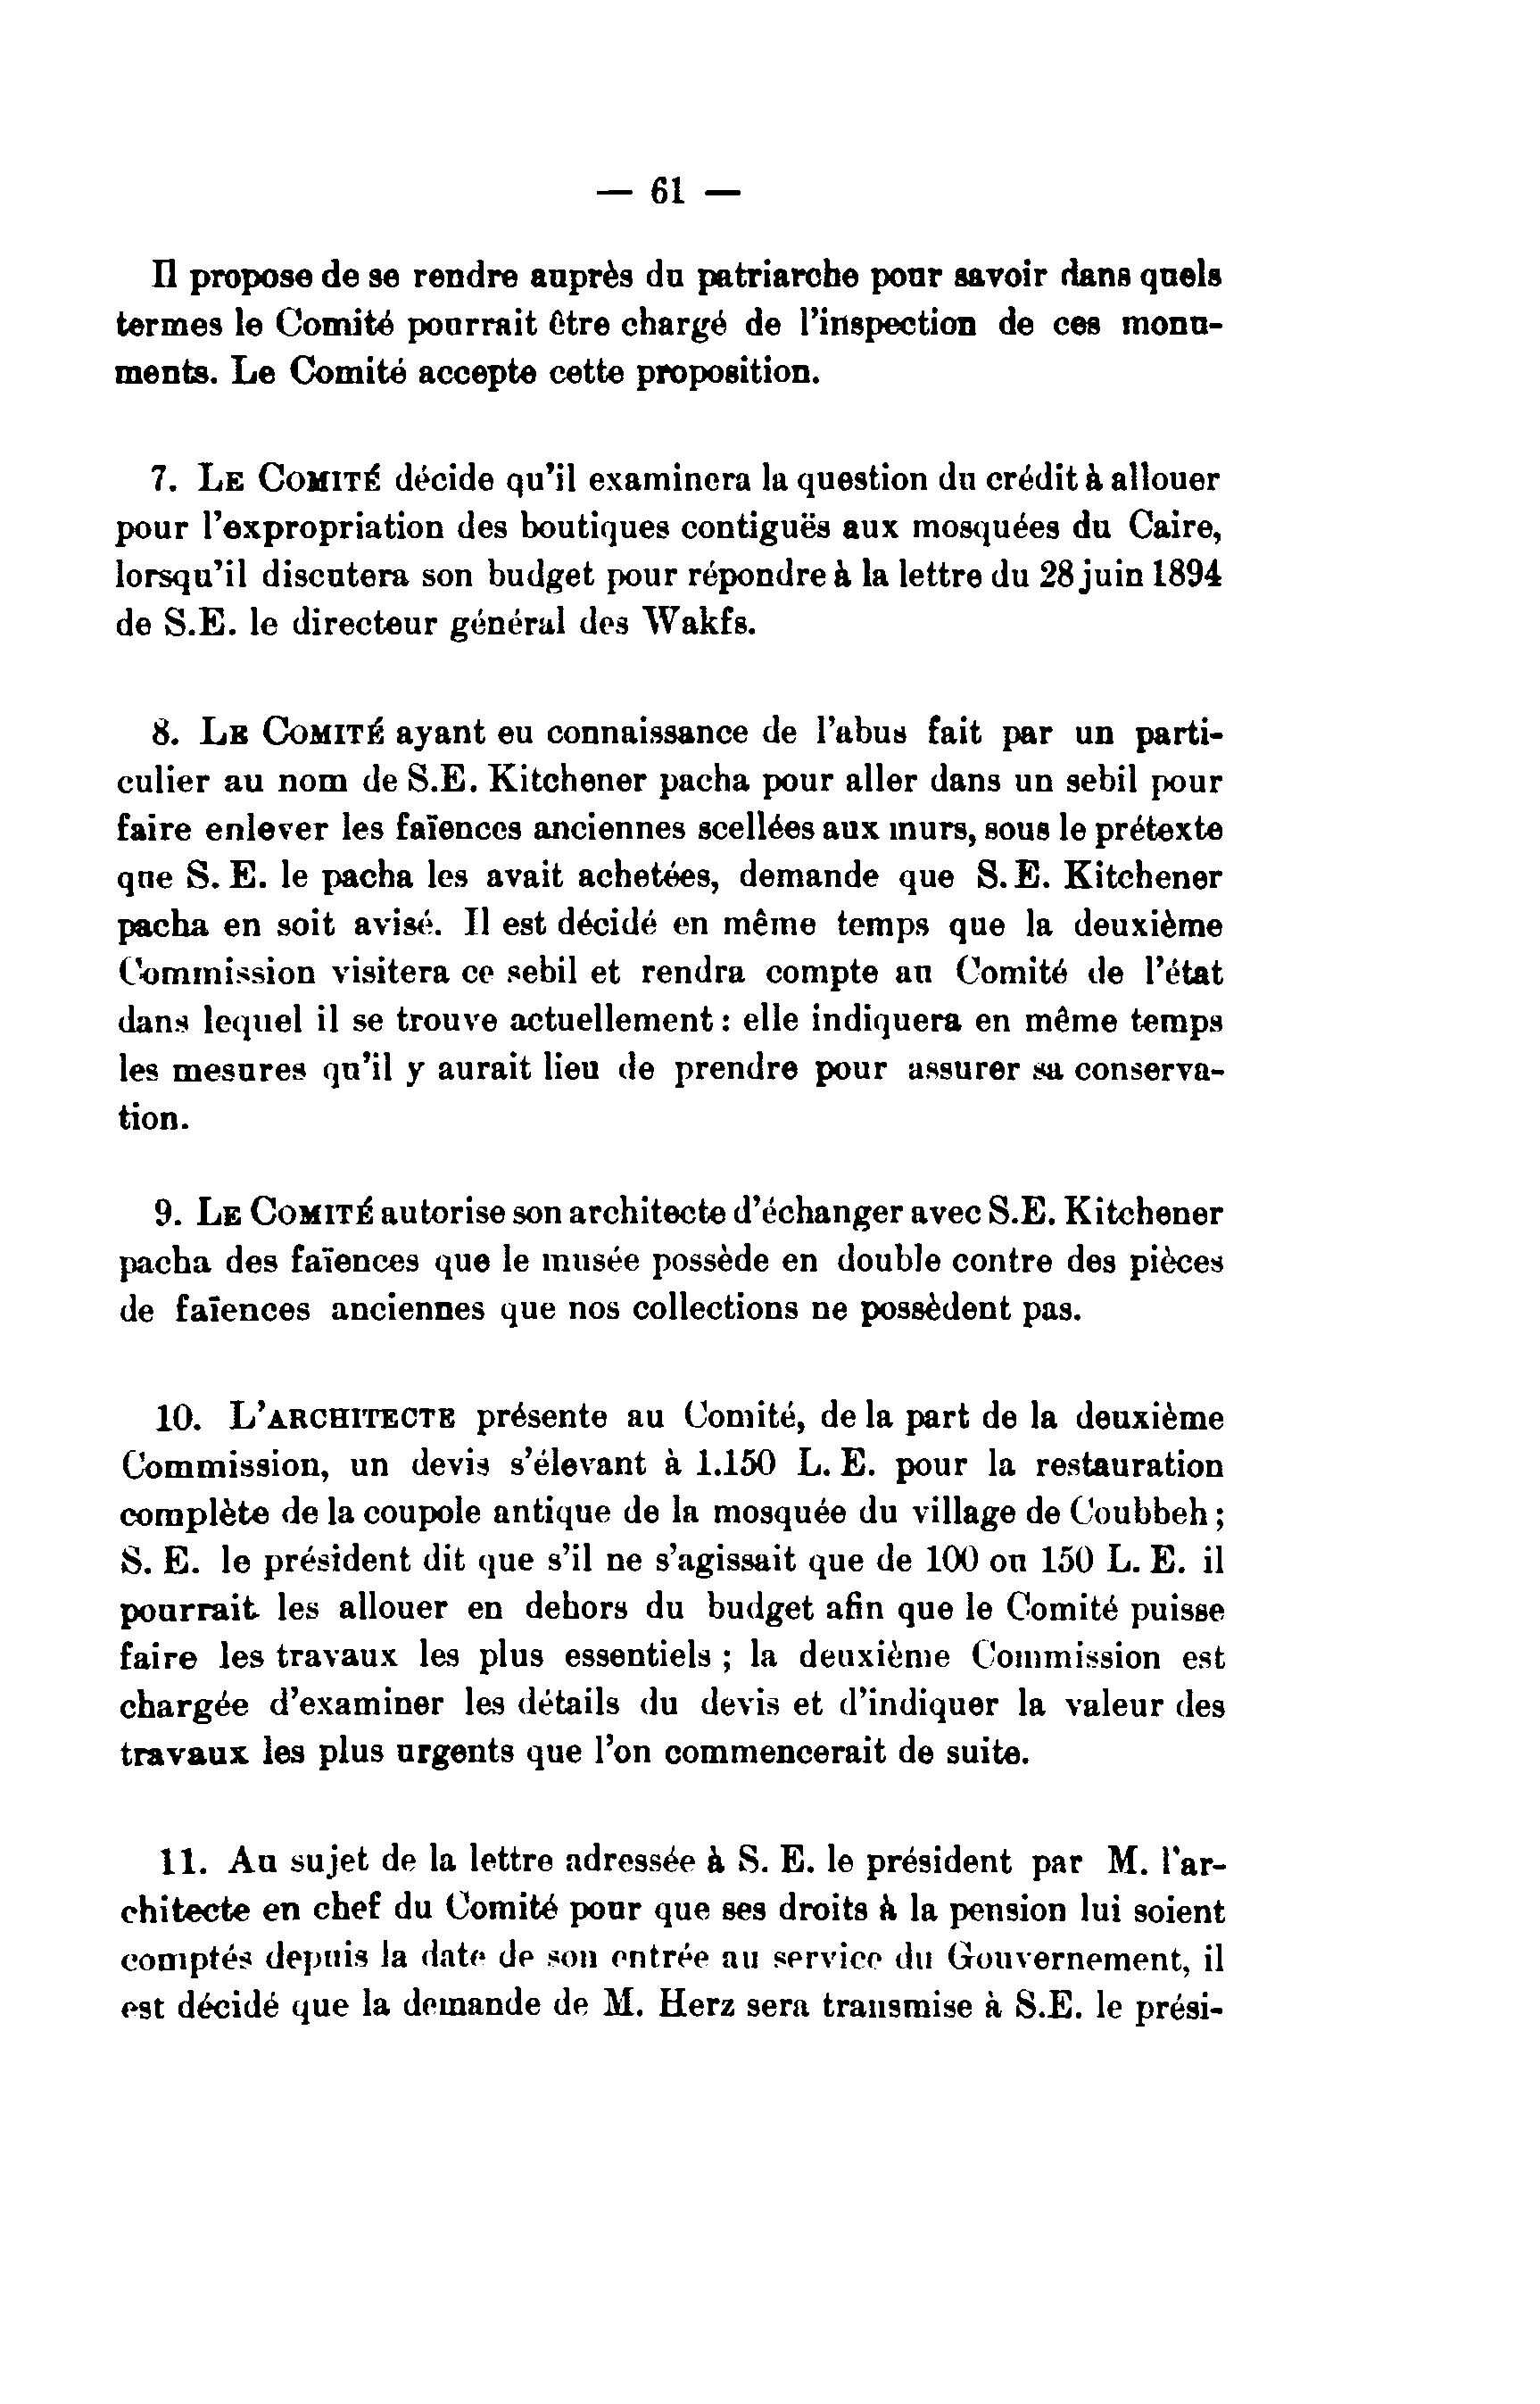 — 61 —
Il propose de se rendre auprès du patriarche pour savoir dans quels
termes le Comité pourrait être chargé de l'inspection de ces monu-
ments. Le Comité accepte cette proposition.
7. LE COMITÉ décide qu'il examinera la question du crédit à allouer
pour l'expropriation des boutiques contiguës aux mosquées du Caire,
lorsqu'il discutera son budget pour répondre à la lettre du 28 juin 1894
de S.E. le directeur général des Wakfs.
8. LE COMITÉ ayant eu connaissance de l'abus fait par un parti-
culier au nom de S.E. Kitchener pacha pour aller dans un sebil pour
faire enlever les faïences anciennes scellées aux murs, sous le prétexte
que S. E. le pacha les avait achetées, demande que S. E. Kitchener
pacha en soit avisé. Il est décidé en même temps que la deuxième
Commission visitera ce sebil et rendra compte au Comité de l'état
dans lequel il se trouve actuellement : elle indiquera en même temps
les mesures qu'il y aurait lieu de prendre pour assurer sa conserva-
tion.
9. LE COMITÉ autorise son architecte d'échanger avec S.E. Kitchener
pacha des faïences que le musée possède en double contre des pièces
de faïences anciennes que nos collections ne possèdent pas.
10. L'ARCHITECTE présente au Comité, de la part de la deuxième
Commission, un devis s'élevant à 1.150 L. E. pour la restauration
complète de la coupole antique de la mosquée du village de Coubbeh ;
S. E. le président dit que s'il ne s'agissait que de 100 ou 150 L. E. il
pourrait les allouer en dehors du budget afin que le Comité puisse
faire les travaux les plus essentiels ; la deuxième Commission est
chargée d'examiner les détails du devis et d'indiquer la valeur des
travaux les plus urgents que l'on commencerait de suite.
11. Au sujet de la lettre adressée à S. E. le président par M. l'ar-
chitecte en chef du Comité pour que ses droits à la pension lui soient
comptés depuis la date de son entrée au service du Gouvernement, il
est décidé que la demande de M. Herz sera transmise à S.E. le prési-